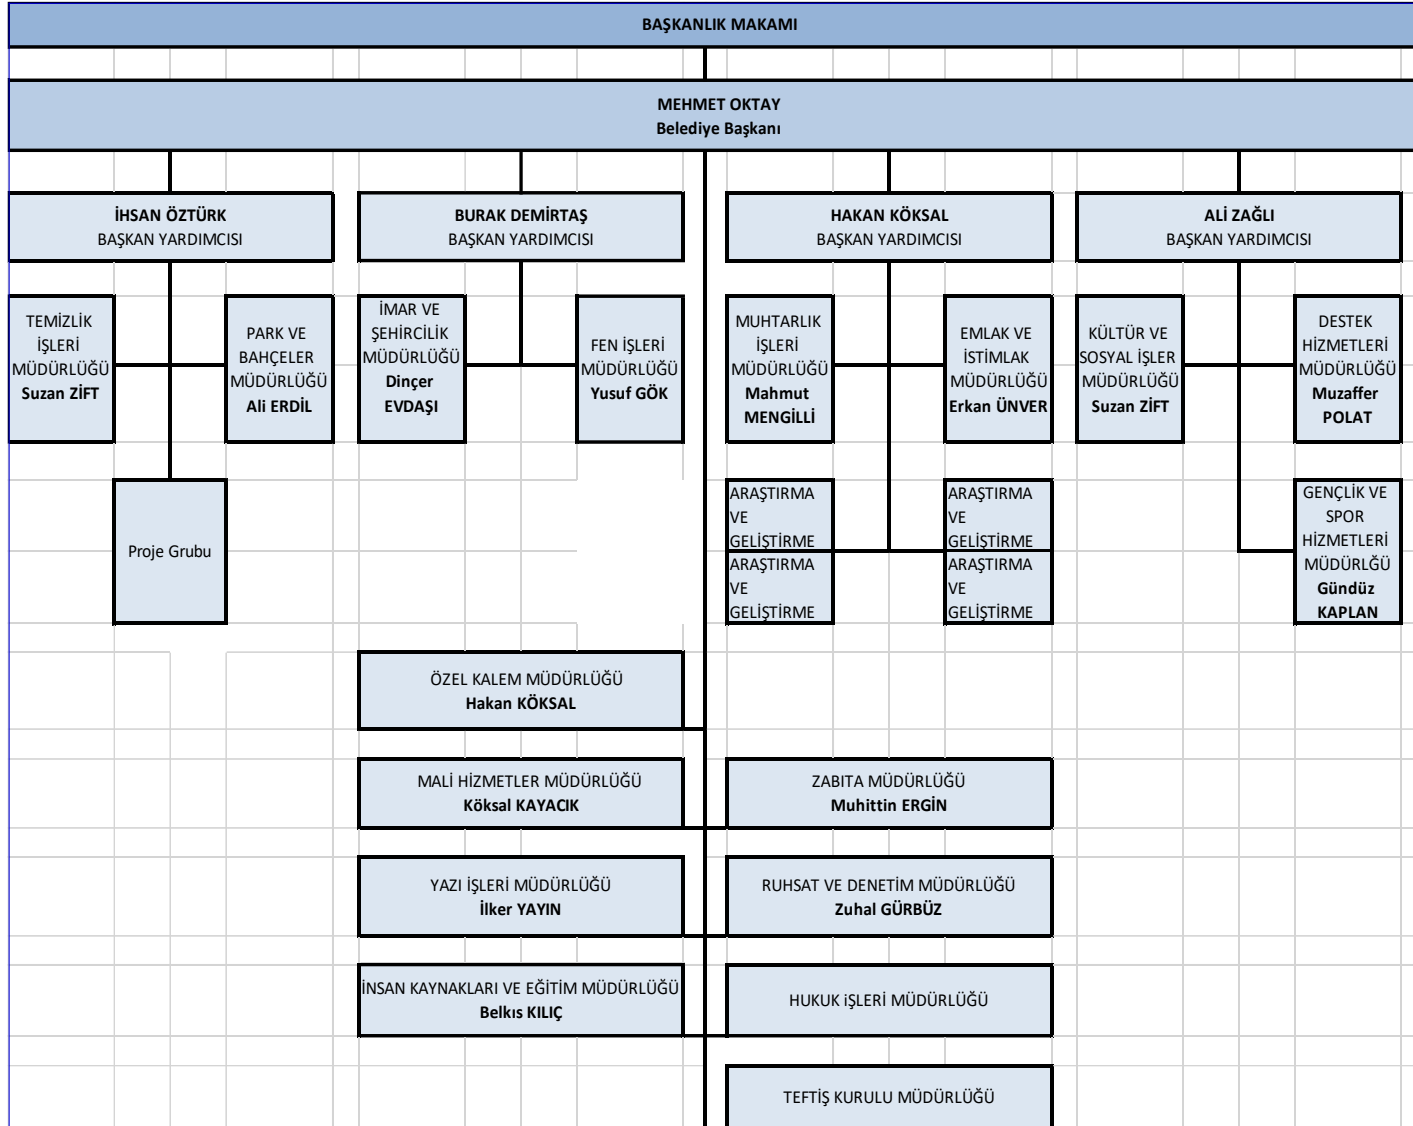 BAŞKANLIK MAKAMI
MEHMET OKTAY
Belediye Başkanı
İHSAN ÖZTÜRK
BAŞKAN YARDIMCISI
BURAK DEMİRTAŞ
BAŞKAN YARDIMCISI
HAKAN KÖKSAL
BAŞKAN YARDIMCISI
ALİ ZAĞLI
BAŞKAN YARDIMCISI
TEMİZLİK
İŞLERİ
MÜDÜRLÜĞÜ
Suzan ZİFT
PARK VE
BAHÇELER
MÜDÜRLÜĞÜ
Ali ERDİL
İMAR VE
ŞEHİRCİLİK
MÜDÜRLÜĞÜ
Dinçer
EVDAŞI
FEN İŞLERİ
MÜDÜRLÜĞÜ
Yusuf GÖK
MUHTARLIK
İŞLERİ
MÜDÜRLÜĞÜ
Mahmut
MENGİLLİ
EMLAK VE
İSTİMLAK
MÜDÜRLÜĞÜ
Erkan ÜNVER
KÜLTÜR VE
SOSYAL İŞLER
MÜDÜRLÜĞÜ
Suzan ZİFT
DESTEK
HİZMETLERİ
MÜDÜRLÜĞÜ
Muzaffer
POLAT
Proje Grubu
ARAŞTIRMA
VE
GELİŞTİRME
ARAŞTIRMA
VE
GELİŞTİRME
ARAŞTIRMA
VE
GELİŞTİRME
ARAŞTIRMA
VE
GELİŞTİRME
GENÇLİK VE
SPOR
HİZMETLERİ
MÜDÜRLĞÜ
Gündüz
KAPLAN
ÖZEL KALEM MÜDÜRLÜĞÜ
Hakan KÖKSAL
MALİ HİZMETLER MÜDÜRLÜĞÜ
Köksal KAYACIK
ZABITA MÜDÜRLÜĞÜ
Muhittin ERGİN
YAZI İŞLERİ MÜDÜRLÜĞÜ
İlker YAYIN
RUHSAT VE DENETİM MÜDÜRLÜĞÜ
Zuhal GÜRBÜZ
İNSAN KAYNAKLARI VE EĞİTİM MÜDÜRLÜĞÜ
Belkıs KILIÇ
HUKUK iŞLERİ MÜDÜRLÜĞÜ
TEFTİŞ KURULU MÜDÜRLÜĞÜ